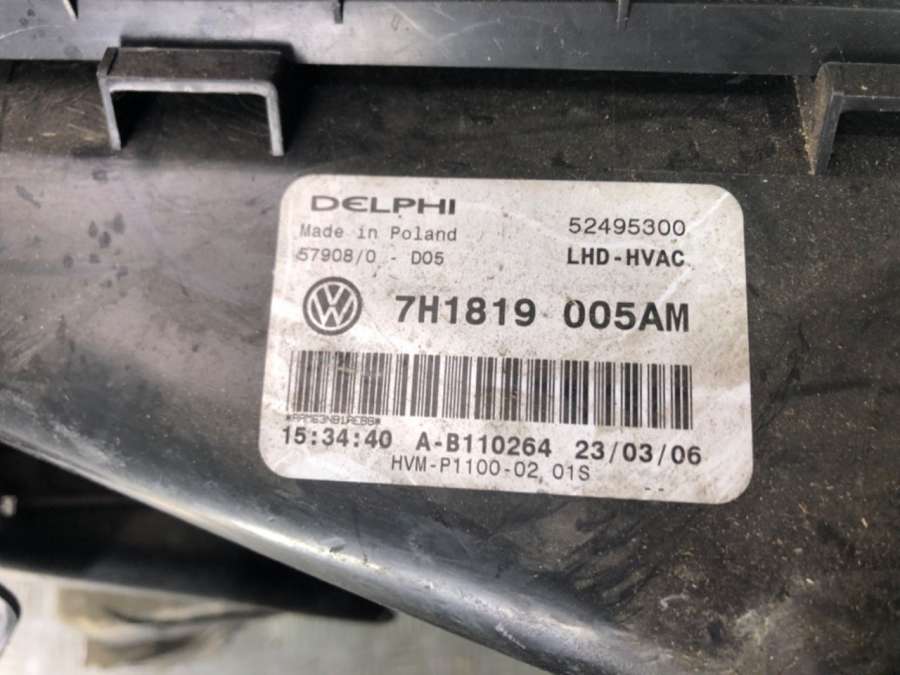 DELPHI
52495300
Made in Poland
57908/0 - D05
LHD-HVAC
VW
7H1819 005AM
15:34:40 A-B110264 23/03/06
HVM-P1100-02 01S
--